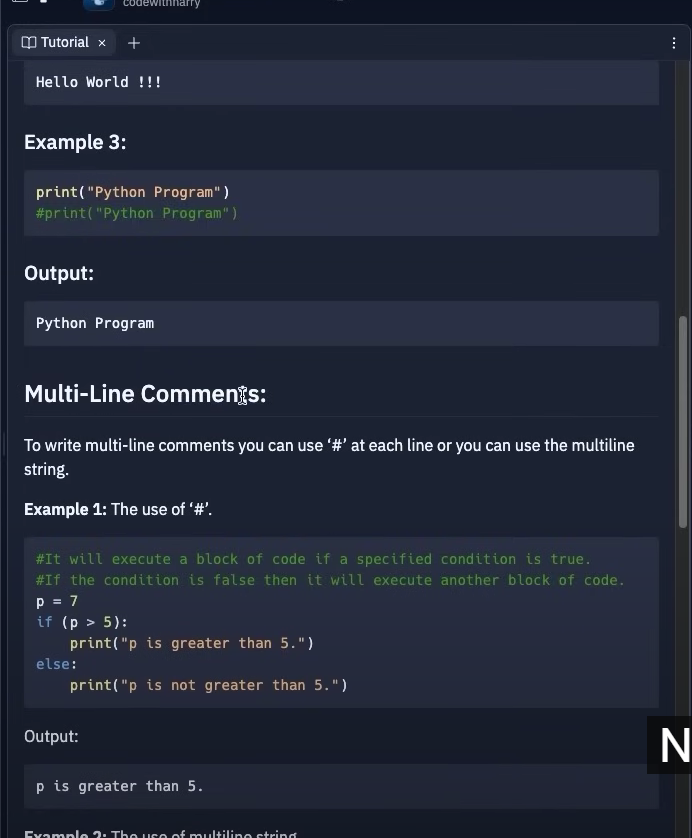 codewithharry
Tutorial × +
Hello World !!!
Example 3:
print("Python Program")
#print("Python Program")
Output:
Python Program
Multi-Line Comments:
To write multi-line comments you can use ‘#’ at each line or you can use the multiline
string.
Example 1: The use of ‘#’.
#It will execute a block of code if a specified condition is true.
#If the condition is false then it will execute another block of code.
p = 7
if (p > 5):
    print("p is greater than 5.")
else:
    print("p is not greater than 5.")
N
Output:
p is greater than 5.
Example 2: The use of multiline string.